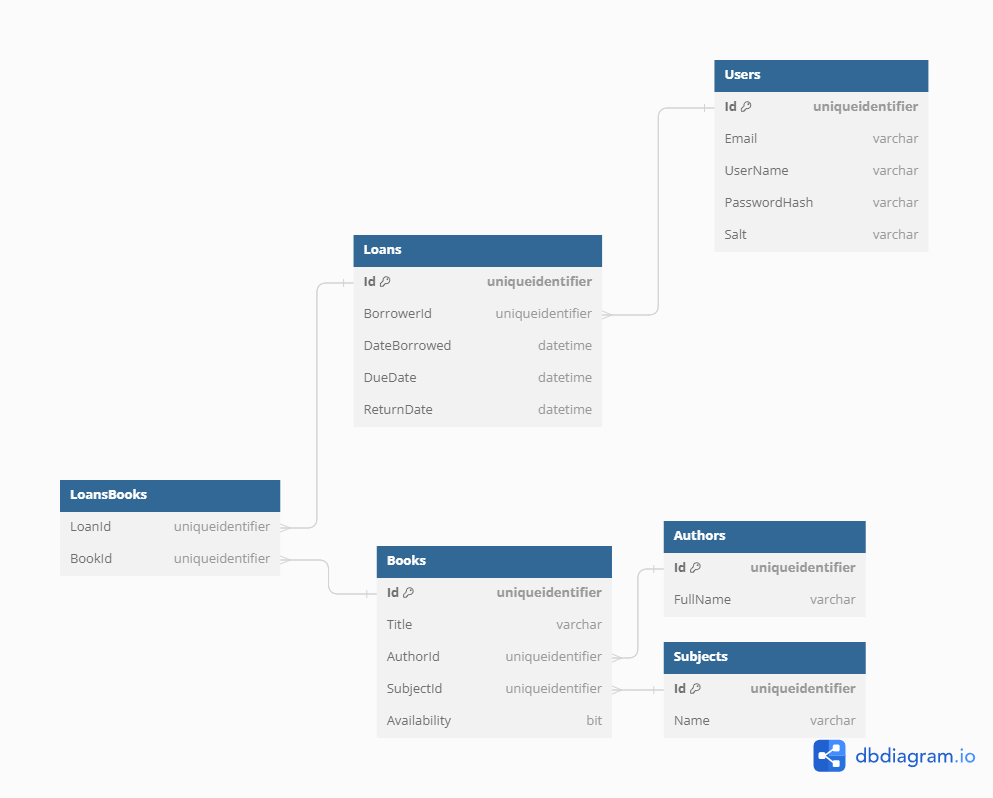 Users
Id uniqueidentifier
Email varchar
UserName varchar
PasswordHash varchar
Salt varchar
Loans
Id uniqueidentifier
BorrowerId uniqueidentifier
DateBorrowed datetime
DueDate datetime
ReturnDate datetime
LoansBooks
LoanId uniqueidentifier
BookId uniqueidentifier
Books
Id uniqueidentifier
Title varchar
AuthorId uniqueidentifier
SubjectId uniqueidentifier
Availability bit
Authors
Id uniqueidentifier
FullName varchar
Subjects
Id uniqueidentifier
Name varchar
dbdiagram.io